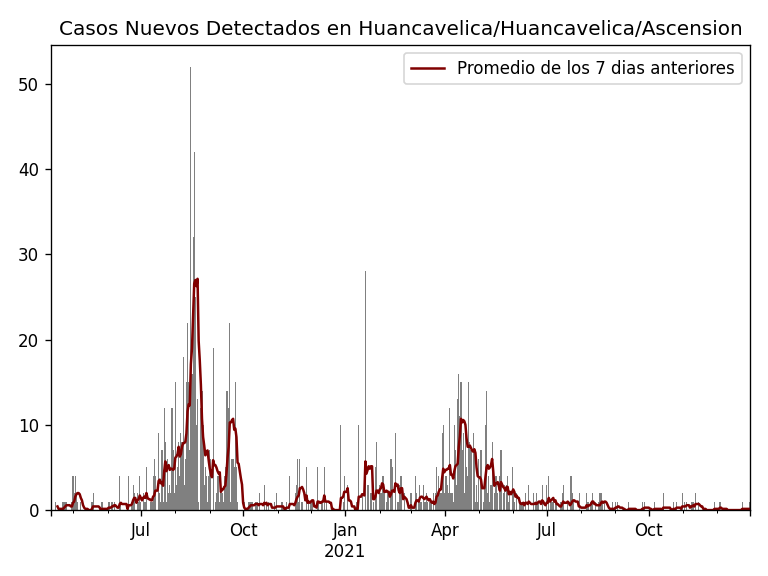 Casos Nuevos Detectados en Huancavelica/Huancavelica/Ascension
Promedio de los 7 dias anteriores
50
40
30
20
10
0
Jul Oct Jan Apr Jul Oct
2021